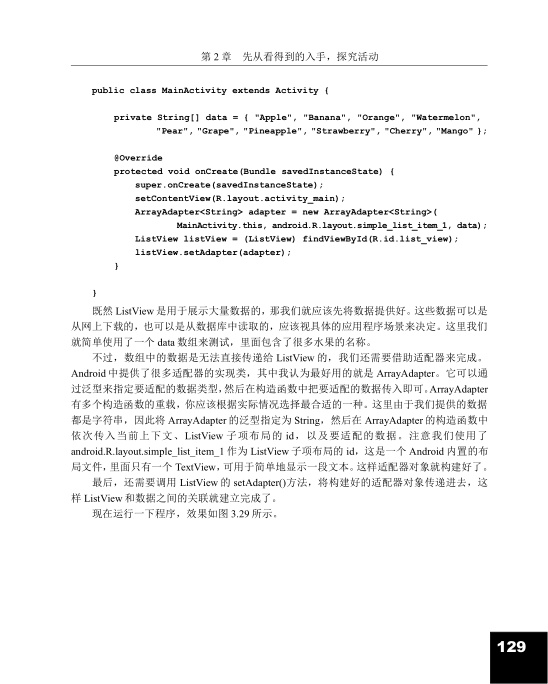 第 2 章 先从看得到的入手，探究活动
public class MainActivity extends Activity {
private String[] data = { "Apple", "Banana", "Orange", "Watermelon",
"Pear", "Grape", "Pineapple", "Strawberry", "Cherry", "Mango" };
@Override
protected void onCreate(Bundle savedInstanceState) {
super.onCreate(savedInstanceState);
setContentView(R.layout.activity_main);
ArrayAdapter<String> adapter = new ArrayAdapter<String>(
MainActivity.this, android.R.layout.simple_list_item_1, data);
ListView listView = (ListView) findViewById(R.id.list_view);
listView.setAdapter(adapter);
}
}
既然 ListView 是用于展示大量数据的，那我们就应该先将数据提供好。这些数据可以是
从网上下载的，也可以是从数据库中读取的，应该视具体的应用程序场景来决定。这里我们
就简单使用了一个 data 数组来测试，里面包含了很多水果的名称。
不过，数组中的数据是无法直接传递给 ListView 的，我们还需要借助适配器来完成。
Android 中提供了很多适配器的实现类，其中我认为最好用的就是 ArrayAdapter。它可以通
过泛型来指定要适配的数据类型，然后在构造函数中把要适配的数据传入即可。ArrayAdapter
有多个构造函数的重载，你应该根据实际情况选择最合适的一种。这里由于我们提供的数据
都是字符串，因此将 ArrayAdapter 的泛型指定为 String，然后在 ArrayAdapter 的构造函数中
依次传入当前上下文、ListView 子项布局的 id，以及要适配的数据。注意我们使用了
android.R.layout.simple_list_item_1 作为 ListView 子项布局的 id，这是一个 Android 内置的布
局文件，里面只有一个 TextView，可用于简单地显示一段文本。这样适配器对象就构建好了。
最后，还需要调用 ListView 的 setAdapter()方法，将构建好的适配器对象传递进去，这
样 ListView 和数据之间的关联就建立完成了。
现在运行一下程序，效果如图 3.29 所示。
129